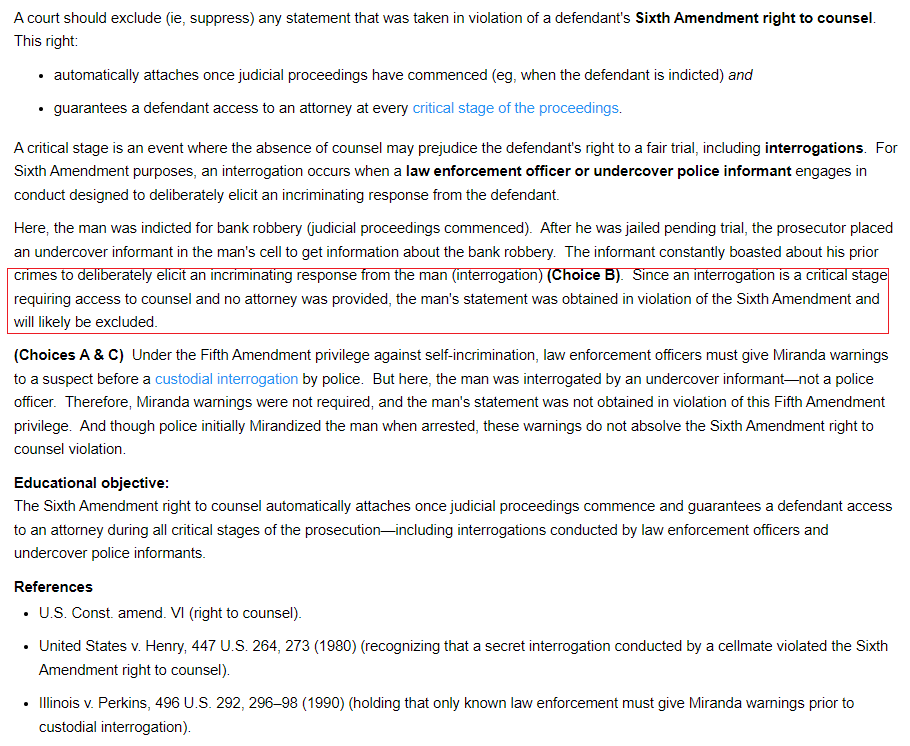 A court should exclude (ie, suppress) any statement that was taken in violation of a defendant's Sixth Amendment right to counsel.
This right:
• automatically attaches once judicial proceedings have commenced (eg, when the defendant is indicted) and
• guarantees a defendant access to an attorney at every critical stage of the proceedings.
A critical stage is an event where the absence of counsel may prejudice the defendant's right to a fair trial, including interrogations. For
Sixth Amendment purposes, an interrogation occurs when a law enforcement officer or undercover police informant engages in
conduct designed to deliberately elicit an incriminating response from the defendant.
Here, the man was indicted for bank robbery (judicial proceedings commenced). After he was jailed pending trial, the prosecutor placed
an undercover informant in the man's cell to get information about the bank robbery. The informant constantly boasted about his prior
crimes to deliberately elicit an incriminating response from the man (interrogation) (Choice B). Since an interrogation is a critical stage
requiring access to counsel and no attorney was provided, the man's statement was obtained in violation of the Sixth Amendment and
will likely be excluded.
(Choices A & C) Under the Fifth Amendment privilege against self-incrimination, law enforcement officers must give Miranda warnings
to a suspect before a custodial interrogation by police. But here, the man was interrogated by an undercover informant—not a police
officer. Therefore, Miranda warnings were not required, and the man's statement was not obtained in violation of this Fifth Amendment
privilege. And though police initially Mirandized the man when arrested, these warnings do not absolve the Sixth Amendment right to
counsel violation.
Educational objective:
The Sixth Amendment right to counsel automatically attaches once judicial proceedings commence and guarantees a defendant access
to an attorney during all critical stages of the prosecution—including interrogations conducted by law enforcement officers and
undercover police informants.
References
• U.S. Const. amend. VI (right to counsel).
• United States v. Henry, 447 U.S. 264, 273 (1980) (recognizing that a secret interrogation conducted by a cellmate violated the Sixth
Amendment right to counsel).
• Illinois v. Perkins, 496 U.S. 292, 296–98 (1990) (holding that only known law enforcement must give Miranda warnings prior to
custodial interrogation).